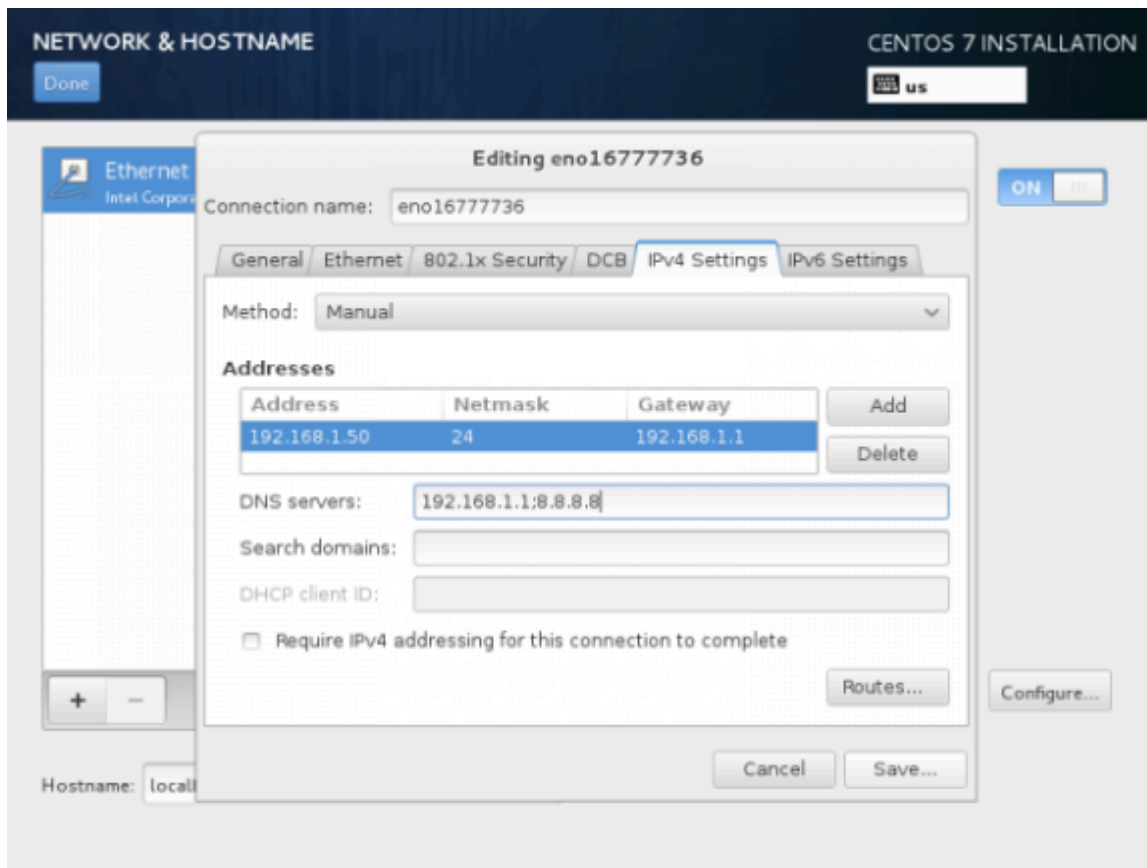 NETWORK & HOSTNAME
CENTOS 7 INSTALLATION
Done
us
Editing eno16777736
Ethernet
Intel Corpora
ON
Connection name: eno16777736
General Ethernet 802.1x Security DCB IPv4 Settings IPv6 Settings
Method: Manual
Addresses
Address Netmask Gateway
Add
192.168.1.50 24 192.168.1.1
Delete
DNS servers: 192.168.1.1;8.8.8.8
Search domains:
DHCP client ID:
Require IPv4 addressing for this connection to complete
Routes...
+ −
Configure...
Cancel Save...
Hostname: local